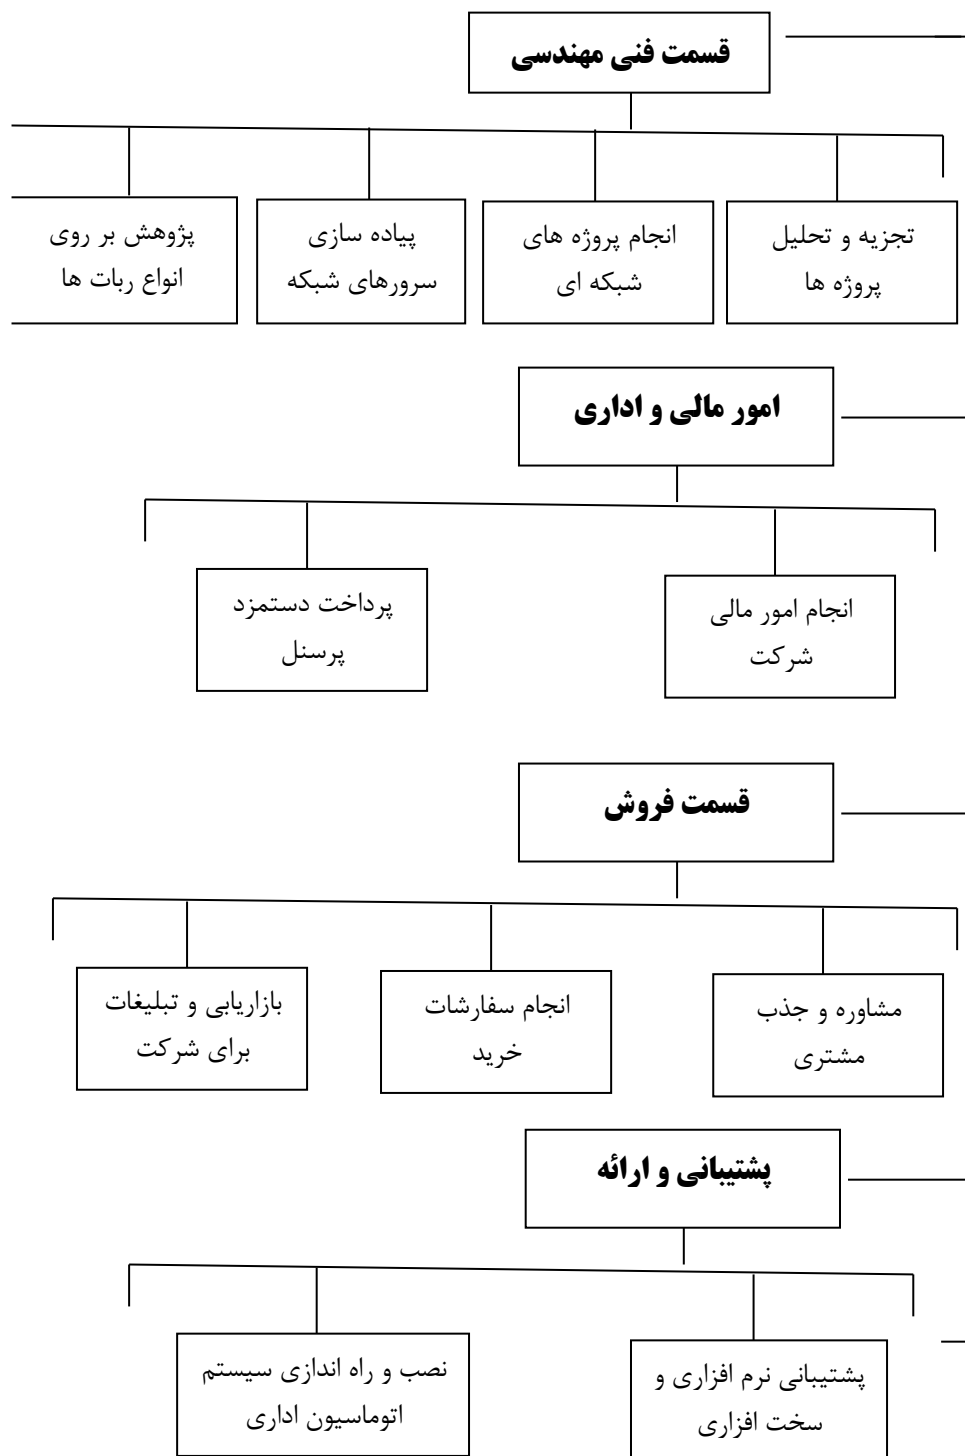 قسمت فنی مهندسی
تجزیه و تحلیل
پروژه ها
انجام پروژه های
شبکه ای
پیاده سازی
سرورهای شبکه
پژوهش بر روی
انواع ربات ها
امور مالی و اداری
انجام امور مالی
شرکت
پرداخت دستمزد
پرسنل
قسمت فروش
مشاوره و جذب
مشتری
انجام سفارشات
خرید
بازاریابی و تبلیغات
برای شرکت
پشتیبانی و ارائه
پشتیبانی نرم افزاری و
سخت افزاری
نصب و راه اندازی سیستم
اتوماسیون اداری